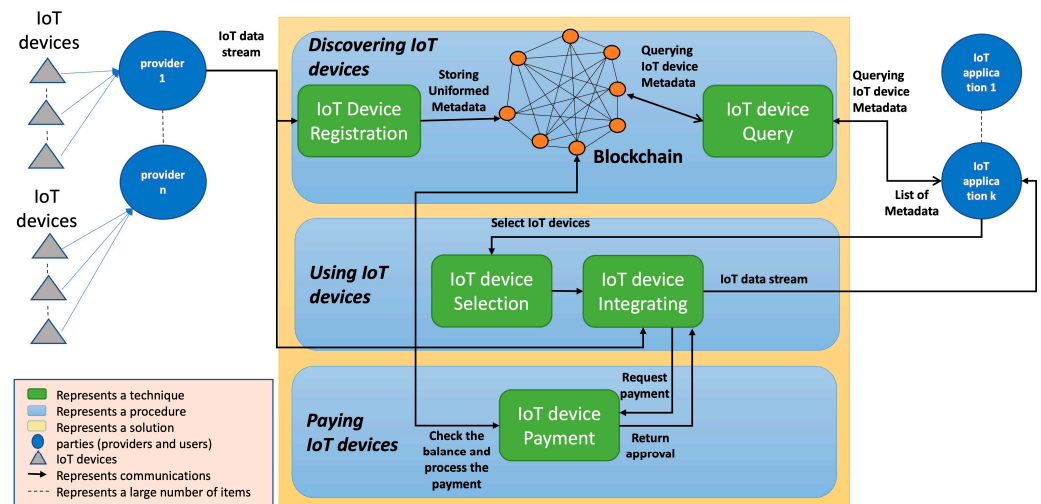 IoT
devices
provider
1
IoT data
stream
IoT
devices
provider
n
Discovering IoT
devices
IoT Device
Registration
Storing
Uniformed
Metadata
Blockchain
Querying
IoT device
Metadata
IoT device
Query
Querying
IoT device
Metadata
IoT
applica
tion 1
IoT
applica
tion k
List of
Metadata
Select IoT devices
Using IoT
devices
IoT device
Selection
IoT device
Integrating
IoT data stream
Request
payment
Paying
IoT devices
IoT device
Payment
Check the
balance and
process the
payment
Return
approval
Represents a technique
Represents a procedure
Represents a solution
parties (providers and users)
IoT devices
Represents communications
Represents a large number of items